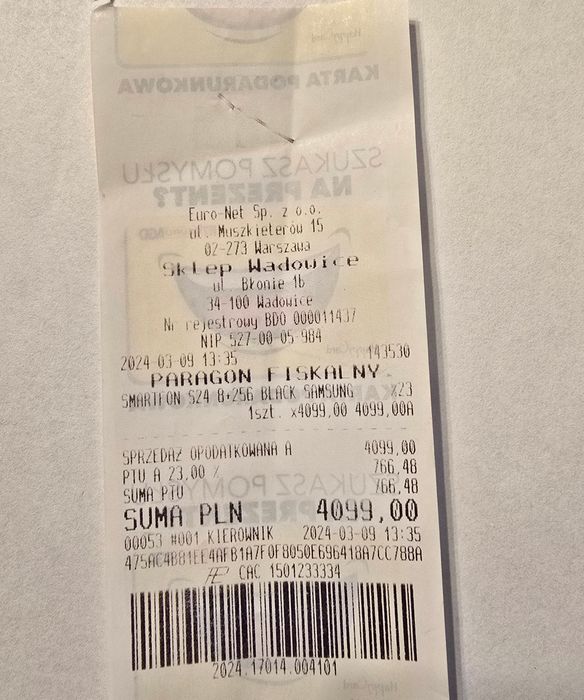 HappyCard
KARTA PODARUNKOWA
SZUKASZ POMYSŁU
NA PREZENT?
Euro-Net Sp. z o.o.
ul. Muszkieterów 15
02-273 Warszawa
Sklep Wadowice
ul. Błonie 1b
34-100 Wadowice
Nr rejestrowy BDO 000011437
NIP 527-00-05-984
2024-03-09 13:35 143530
PARAGON FISKALNY
SMARTFON S24 8+256 BLACK SAMSUNG %23
1szt. x4099,00 4099,00A
SPRZEDAŻ OPODATKOWANA A 4099,00
PTU A 23,00 % 766,48
SUMA PTU 766,48
SUMA PLN 4099,00
00053 #001 KIEROWNIK 2024-03-09 13:35
475AC4B81EE4AFB1A7F0F8050E696418A7CC788A
CAC 1501233334
2024.17014.004101